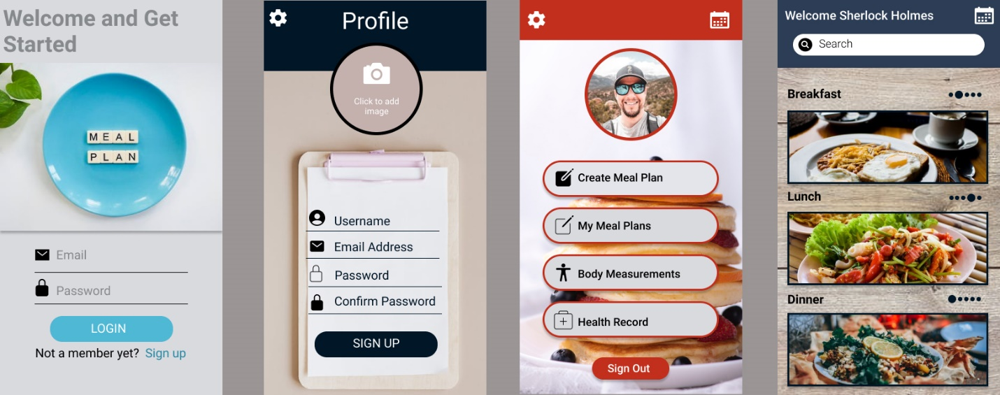 Welcome and Get
Started
MEAL
PLAN
Email
Password
LOGIN
Not a member yet? Sign up
Profile
Click to add
image
Username
Email Address
Password
Confirm Password
SIGN UP
Create Meal Plan
My Meal Plans
Body Measurements
Health Record
Sign Out
Welcome Sherlock Holmes
Search
Breakfast
Lunch
Dinner